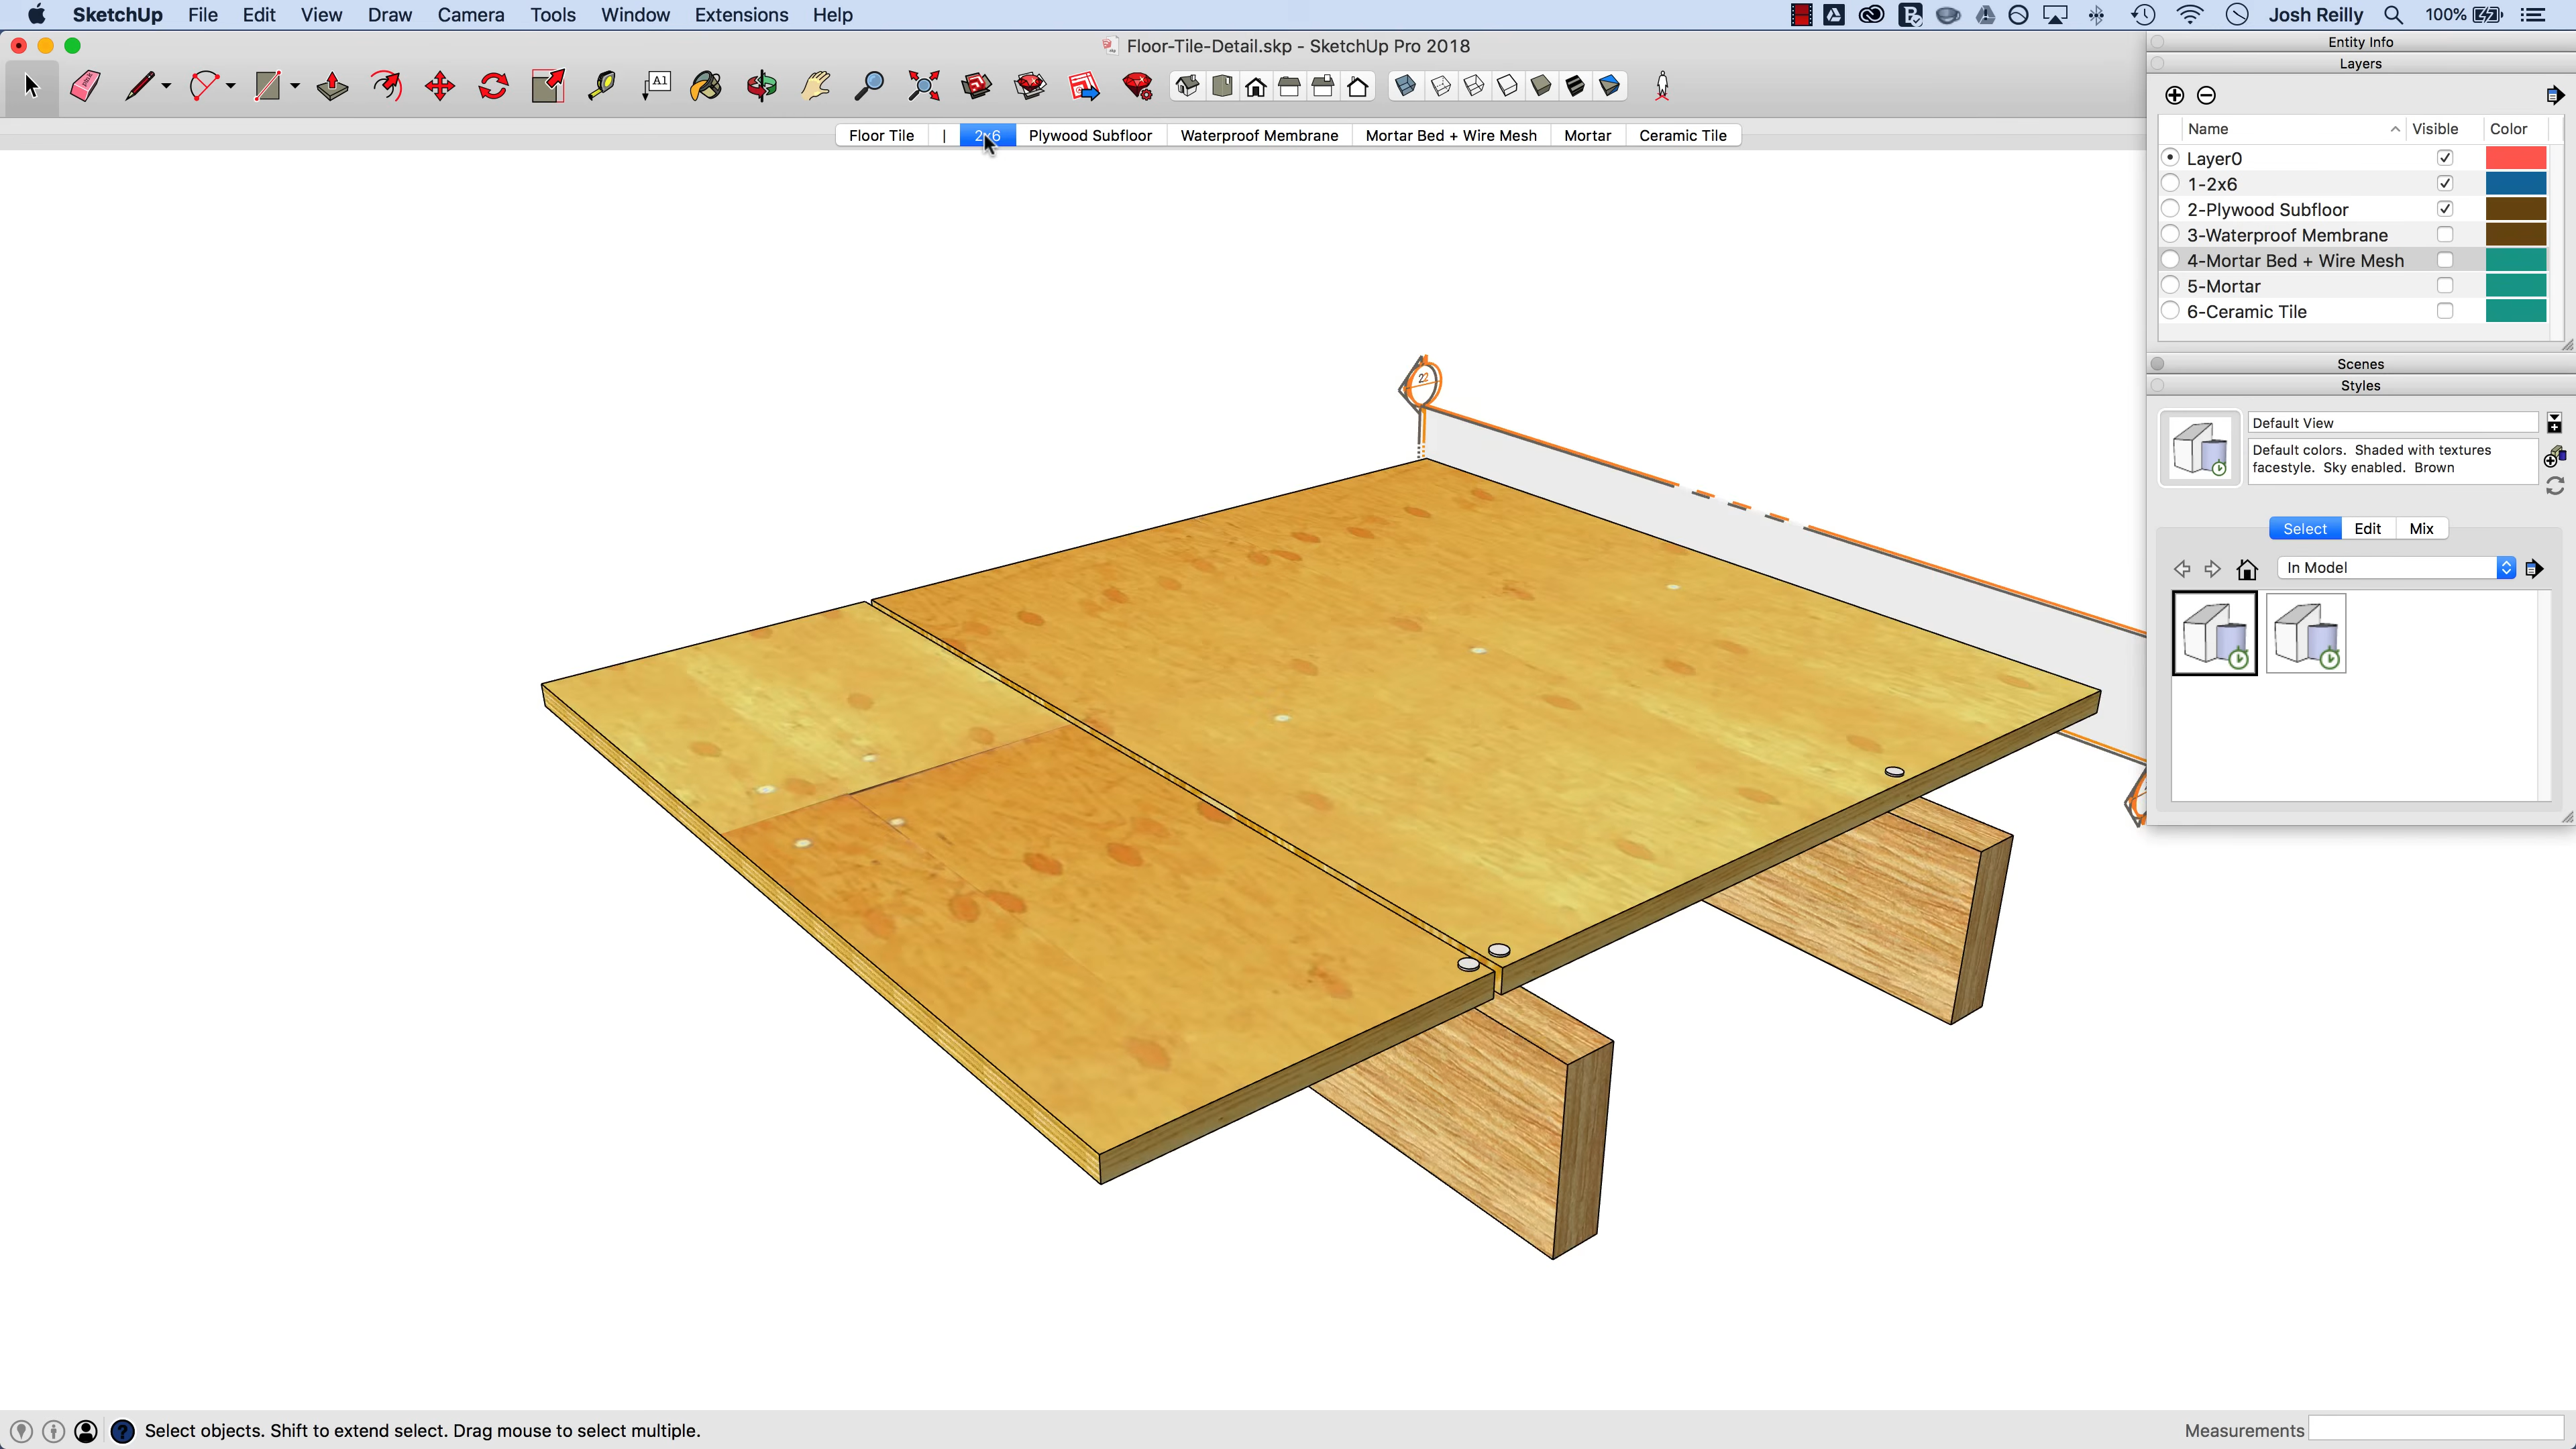 SketchUp File Edit View Draw Camera Tools Window Extensions Help Josh Reilly 100%
Floor-Tile-Detail.skp - SketchUp Pro 2018
A1
Floor Tile | 2x6 Plywood Subfloor Waterproof Membrane Mortar Bed + Wire Mesh Mortar Ceramic Tile
Entity Info
Layers
Name Visible Color
Layer0
1-2x6
2-Plywood Subfloor
3-Waterproof Membrane
4-Mortar Bed + Wire Mesh
5-Mortar
6-Ceramic Tile
Scenes
Styles
Default View
Default colors. Shaded with textures
facestyle. Sky enabled. Brown
Select Edit Mix
In Model
Select objects. Shift to extend select. Drag mouse to select multiple.
Measurements